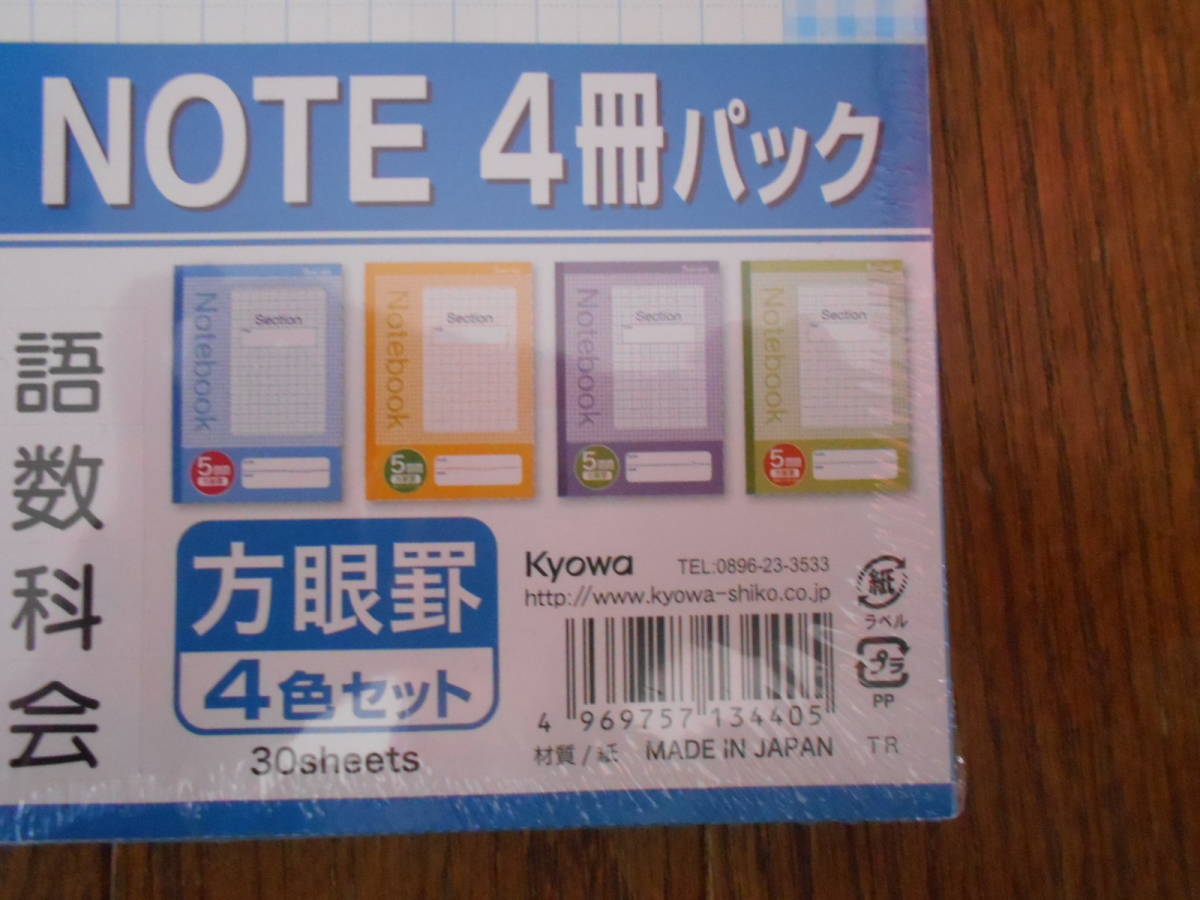 NOTE 4冊パック
語
数
科
会
Notebook
Section
5mm
Notebook
Section
5mm
Notebook
Section
5mm
Notebook
Section
5mm
方眼罫
4色セット
30sheets
Kyowa TEL:0896-23-3533
http://www.kyowa-shiko.co.jp
4 969757 134405
材質/紙 MADE IN JAPAN TR
紙
ラベル
プラ
PP